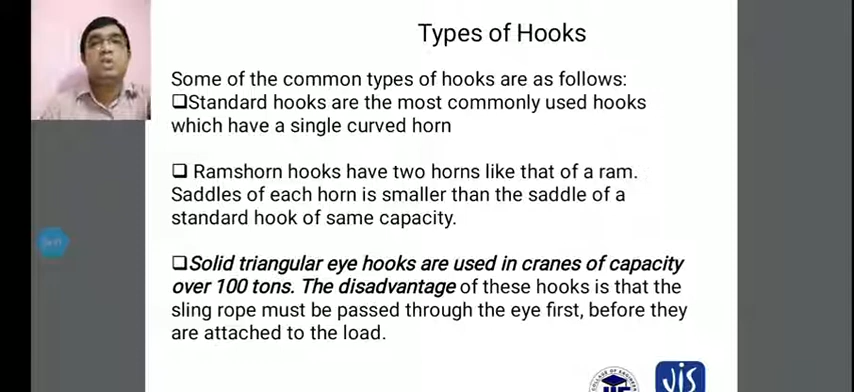 Types of Hooks
Some of the common types of hooks are as follows:
❑Standard hooks are the most commonly used hooks
which have a single curved horn
❑ Ramshorn hooks have two horns like that of a ram.
Saddles of each horn is smaller than the saddle of a
standard hook of same capacity.
❑Solid triangular eye hooks are used in cranes of capacity
over 100 tons. The disadvantage of these hooks is that the
sling rope must be passed through the eye first, before they
are attached to the load.
COLLEGE OF ENGINEE
JIS